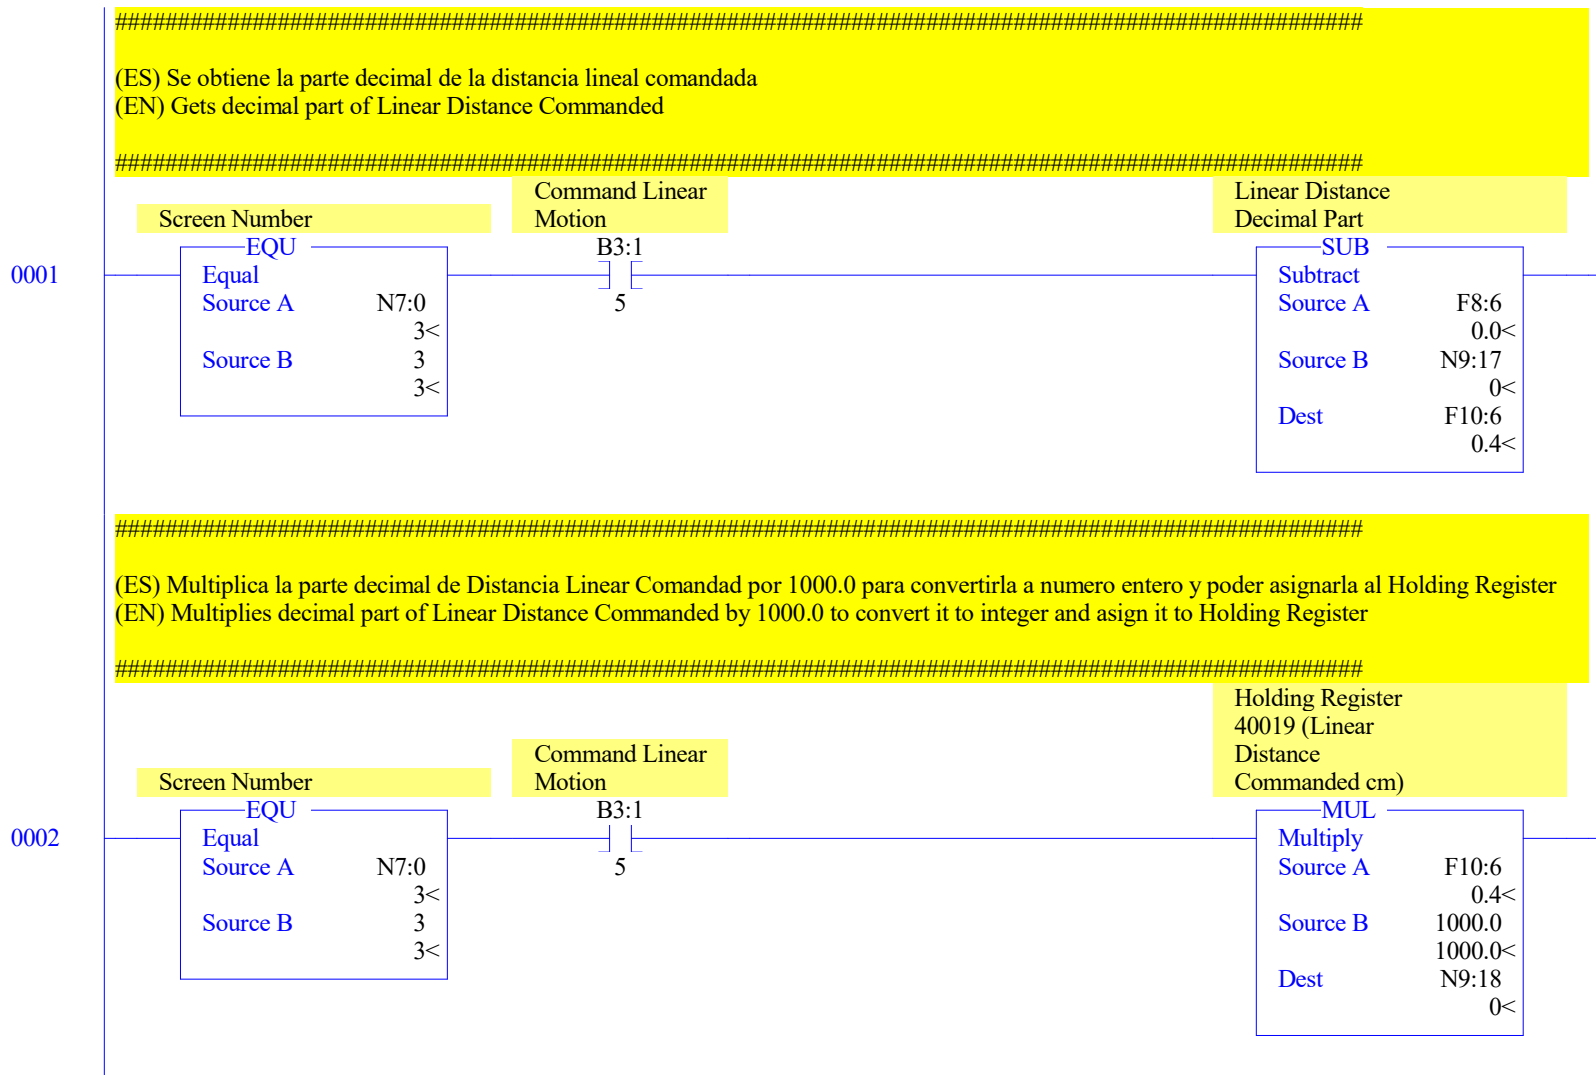 ##################################################################################################
(ES) Se obtiene la parte decimal de la distancia lineal comandada
(EN) Gets decimal part of Linear Distance Commanded
##################################################################################################
Screen Number
Command Linear
Motion
Linear Distance
Decimal Part
0001
EQU
Equal
Source A N7:0
3<
Source B 3
3<
B3:1
5
SUB
Subtract
Source A F8:6
0.0<
Source B N9:17
0<
Dest F10:6
0.4<
##################################################################################################
(ES) Multiplica la parte decimal de Distancia Linear Comandad por 1000.0 para convertirla a numero entero y poder asignarla al Holding Register
(EN) Multiplies decimal part of Linear Distance Commanded by 1000.0 to convert it to integer and asign it to Holding Register
##################################################################################################
Screen Number
Command Linear
Motion
Holding Register
40019 (Linear
Distance
Commanded cm)
0002
EQU
Equal
Source A N7:0
3<
Source B 3
3<
B3:1
5
MUL
Multiply
Source A F10:6
0.4<
Source B 1000.0
1000.0<
Dest N9:18
0<